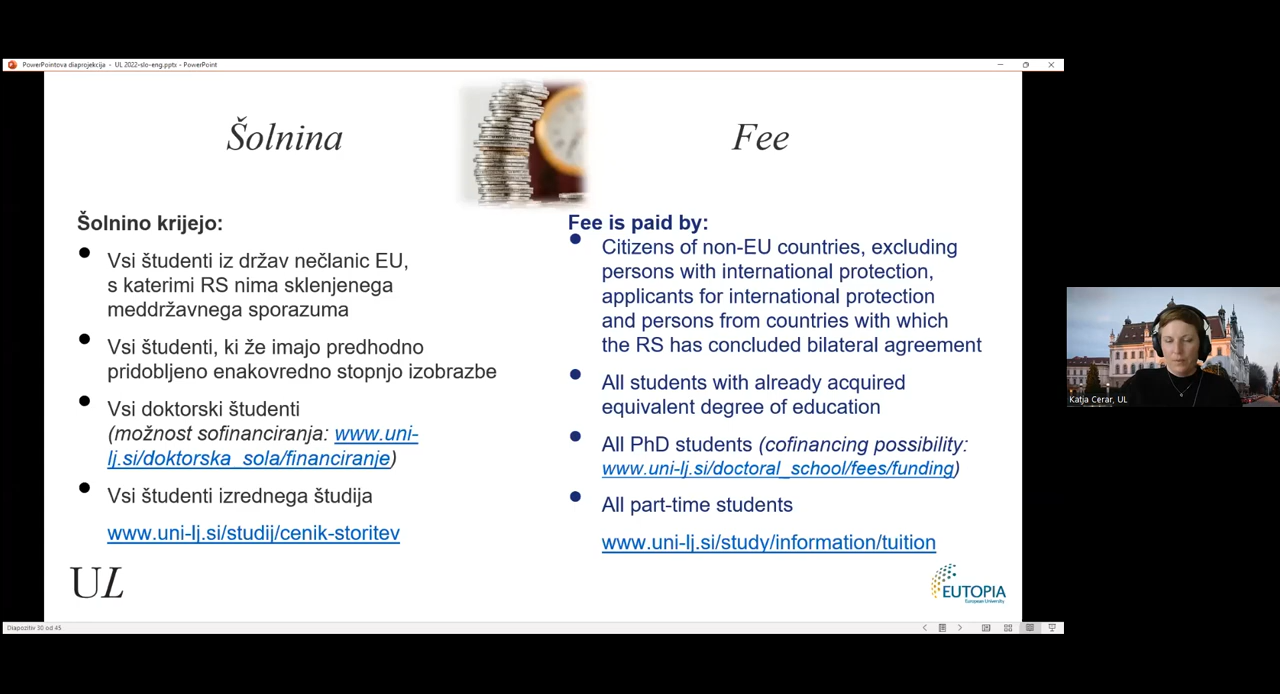 PowerPointova diaprojekcija - UL 2022-slo-eng.pptx - PowerPoint
Šolnina
Šolnino krijejo:
Vsi študenti iz držav nečlanic EU,
s katerimi RS nima sklenjenega
meddržavnega sporazuma
Vsi študenti, ki že imajo predhodno
pridobljeno enakovredno stopnjo izobrazbe
Vsi doktorski študenti
(možnost sofinanciranja: www.uni-
lj.si/doktorska_sola/financiranje)
Vsi študenti izrednega študija
www.uni-lj.si/studij/cenik-storitev
UL
Fee
Fee is paid by:
Citizens of non-EU countries, excluding
persons with international protection,
applicants for international protection
and persons from countries with which
the RS has concluded bilateral agreement
All students with already acquired
equivalent degree of education
All PhD students (cofinancing possibility:
www.uni-lj.si/doctoral_school/fees/funding)
All part-time students
www.uni-lj.si/study/information/tuition
EUTOPIA
European University
Diapozitiv 30 od 45
Katja Cerar, UL